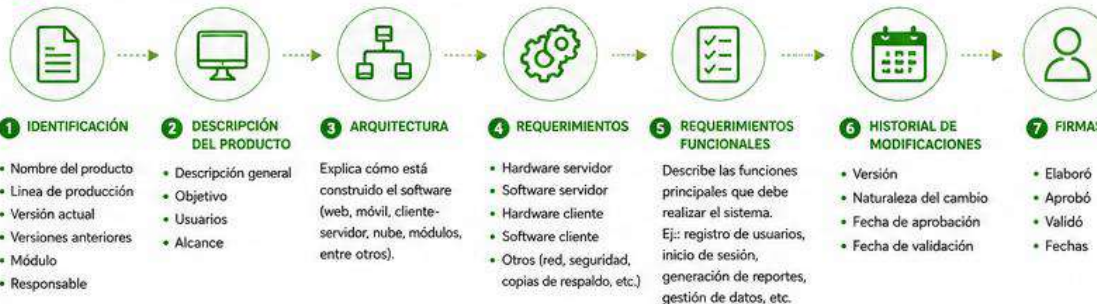 1 IDENTIFICACIÓN
• Nombre del producto
• Linea de producción
• Versión actual
• Versiones anteriores
• Módulo
• Responsable
2 DESCRIPCIÓN
DEL PRODUCTO
• Descripción general
• Objetivo
• Usuarios
• Alcance
3 ARQUITECTURA
Explica cómo está
construido el software
(web, móvil, cliente-
servidor, nube, módulos,
entre otros).
4 REQUERIMIENTOS
• Hardware servidor
• Software servidor
• Hardware cliente
• Software cliente
• Otros (red, seguridad,
copias de respaldo, etc.)
5 REQUERIMIENTOS
FUNCIONALES
Describe las funciones
principales que debe
realizar el sistema.
Ej.: registro de usuarios,
inicio de sesión,
generación de reportes,
gestión de datos, etc.
6 HISTORIAL DE
MODIFICACIONES
• Versión
• Naturaleza del cambio
• Fecha de aprobación
• Fecha de validación
7 FIRMAS
• Elaboró
• Aprobó
• Validó
• Fechas